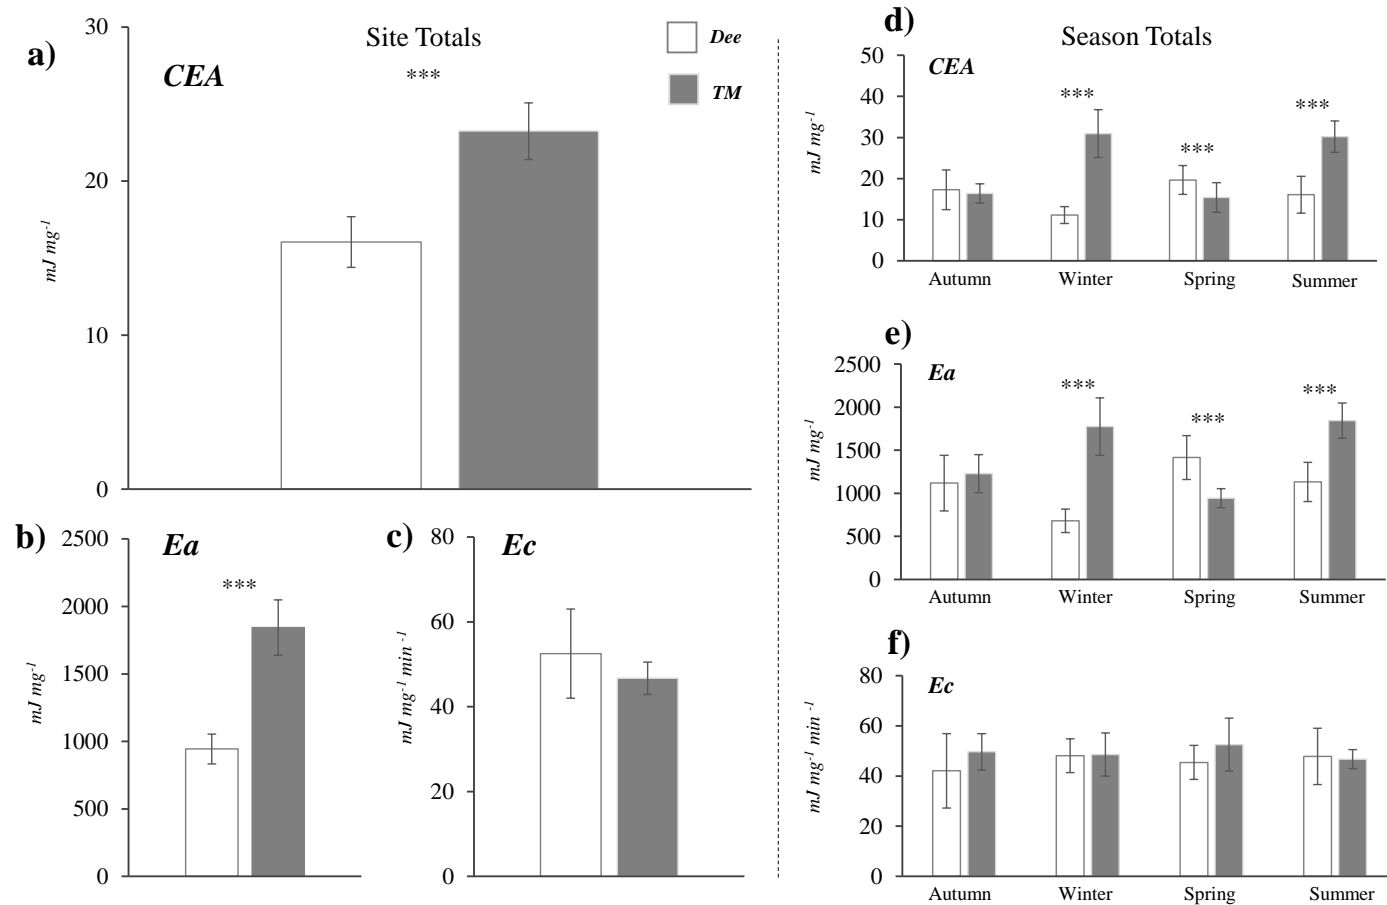 a)
Site Totals
CEA
***
Dee
TM
30
20
10
0
mJ mg-1
b)
Ea
***
2500
2000
1500
1000
500
0
mJ mg-1
c)
Ec
80
60
40
20
0
mJ mg-1 min -1
d)
Season Totals
CEA
50
40
30
20
10
0
mJ mg-1
***
***
***
Autumn Winter Spring Summer
e)
Ea
2500
2000
1500
1000
500
0
mJ mg-1
***
***
***
Autumn Winter Spring Summer
f)
Ec
80
60
40
20
0
mJ mg-1 min -1
Autumn Winter Spring Summer